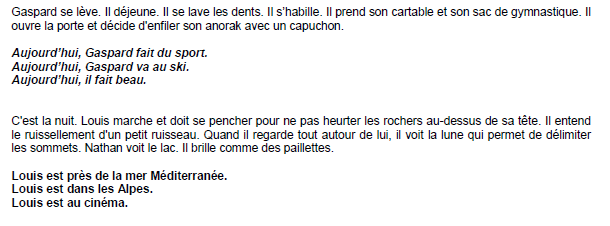 Gaspard se lève. Il déjeune. Il se lave les dents. Il s'habille. Il prend son cartable et son sac de gymnastique. Il
ouvre la porte et décide d'enfiler son anorak avec un capuchon.
Aujourd'hui, Gaspard fait du sport.
Aujourd'hui, Gaspard va au ski.
Aujourd'hui, il fait beau.
C'est la nuit. Louis marche et doit se pencher pour ne pas heurter les rochers au-dessus de sa tête. Il entend
le ruissellement d'un petit ruisseau. Quand il regarde tout autour de lui, il voit la lune qui permet de délimiter
les sommets. Nathan voit le lac. Il brille comme des paillettes.
Louis est près de la mer Méditerranée.
Louis est dans les Alpes.
Louis est au cinéma.